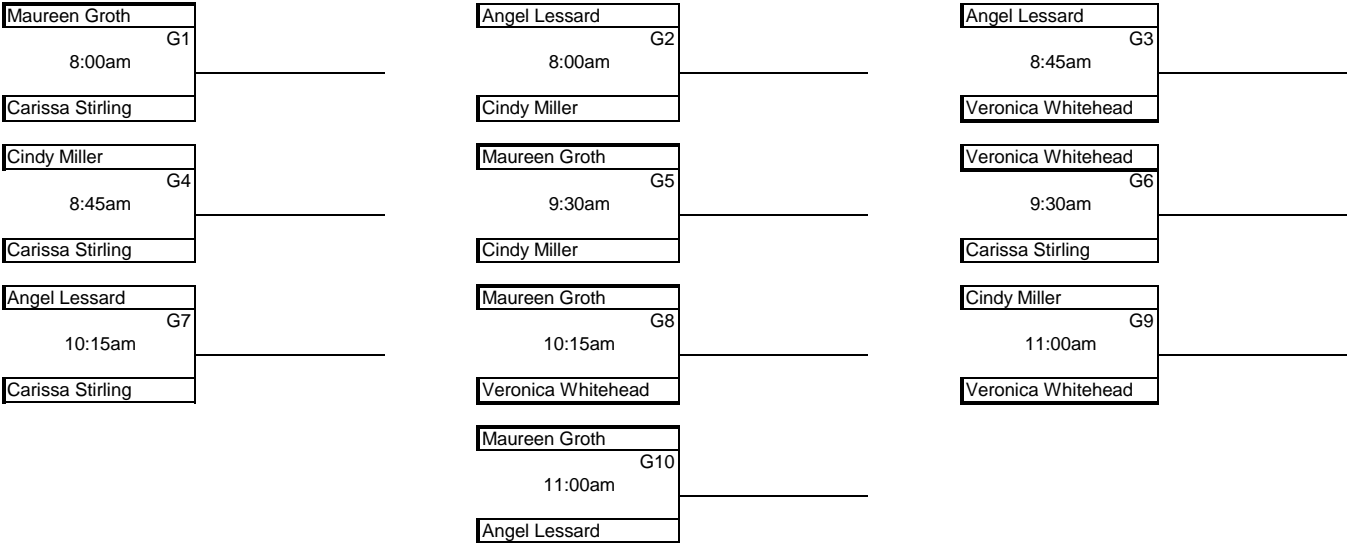 Maureen Groth
G1
8:00am
Carissa Stirling
Angel Lessard
G2
8:00am
Cindy Miller
Angel Lessard
G3
8:45am
Veronica Whitehead
Cindy Miller
G4
8:45am
Carissa Stirling
Maureen Groth
G5
9:30am
Cindy Miller
Veronica Whitehead
G6
9:30am
Carissa Stirling
Angel Lessard
G7
10:15am
Carissa Stirling
Maureen Groth
G8
10:15am
Veronica Whitehead
Cindy Miller
G9
11:00am
Veronica Whitehead
Maureen Groth
G10
11:00am
Angel Lessard